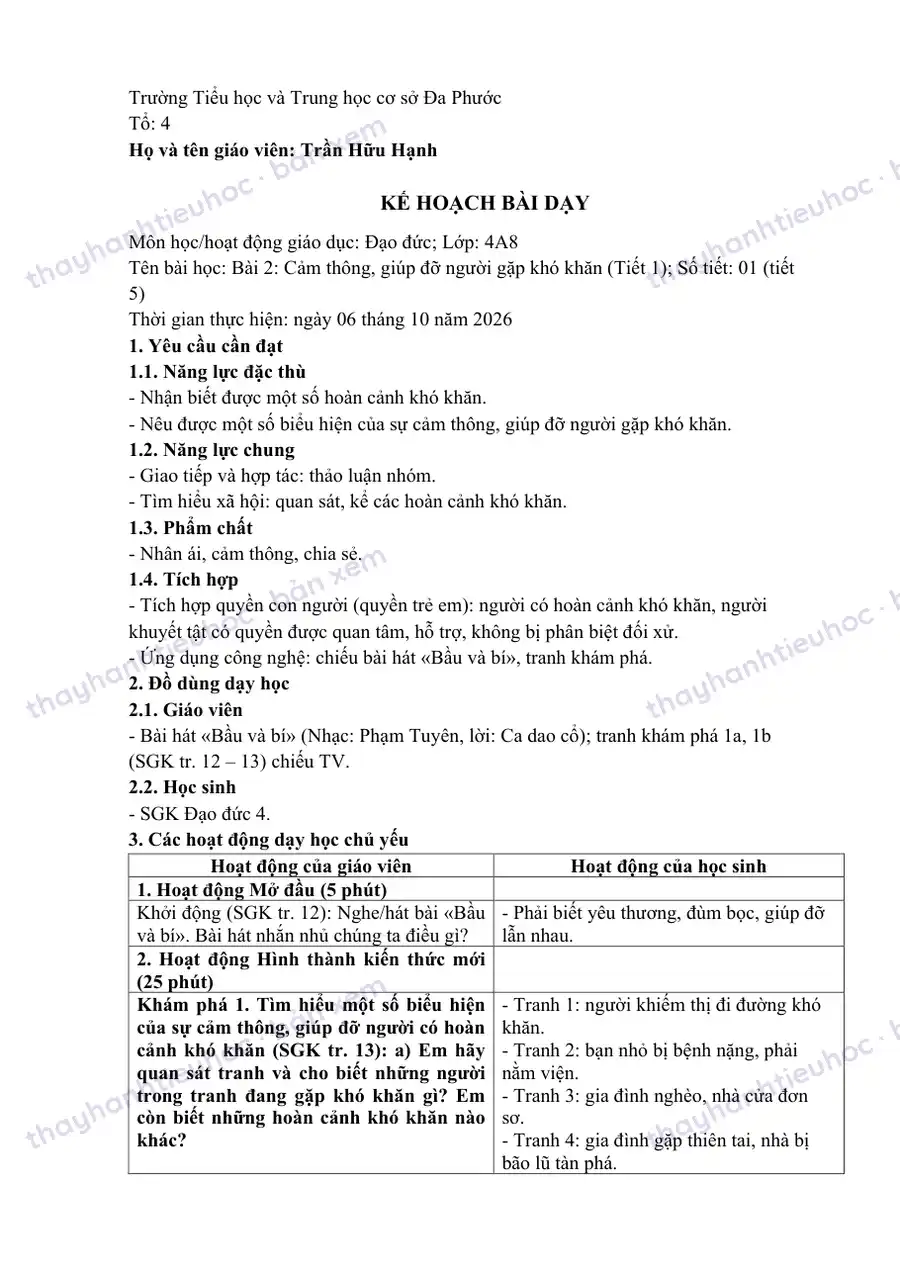 Trường Tiểu học và Trung học cơ sở Đa Phước
Tổ: 4
Họ và tên giáo viên: Trần Hữu Hạnh
KẾ HOẠCH BÀI DẠY
Môn học/hoạt động giáo dục: Đạo đức; Lớp: 4A8
Tên bài học: Bài 2: Cảm thông, giúp đỡ người gặp khó khăn (Tiết 1); Số tiết: 01 (tiết
5)
Thời gian thực hiện: ngày 06 tháng 10 năm 2026
1. Yêu cầu cần đạt
1.1. Năng lực đặc thù
- Nhận biết được một số hoàn cảnh khó khăn.
- Nêu được một số biểu hiện của sự cảm thông, giúp đỡ người gặp khó khăn.
1.2. Năng lực chung
- Giao tiếp và hợp tác: thảo luận nhóm.
- Tìm hiểu xã hội: quan sát, kể các hoàn cảnh khó khăn.
1.3. Phẩm chất
- Nhân ái, cảm thông, chia sẻ.
1.4. Tích hợp
- Tích hợp quyền con người (quyền trẻ em): người có hoàn cảnh khó khăn, người
khuyết tật có quyền được quan tâm, hỗ trợ, không bị phân biệt đối xử.
- Ứng dụng công nghệ: chiếu bài hát «Bầu và bí», tranh khám phá.
2. Đồ dùng dạy học
2.1. Giáo viên
- Bài hát «Bầu và bí» (Nhạc: Phạm Tuyên, lời: Ca dao cổ); tranh khám phá 1a, 1b
(SGK tr. 12 – 13) chiếu TV.
2.2. Học sinh
- SGK Đạo đức 4.
3. Các hoạt động dạy học chủ yếu
Hoạt động của giáo viên
Hoạt động của học sinh
1. Hoạt động Mở đầu (5 phút)
Khởi động (SGK tr. 12): Nghe/hát bài «Bầu
và bí». Bài hát nhắn nhủ chúng ta điều gì?
- Phải biết yêu thương, đùm bọc, giúp đỡ
lẫn nhau.
2. Hoạt động Hình thành kiến thức mới
(25 phút)
Khám phá 1. Tìm hiểu một số biểu hiện
của sự cảm thông, giúp đỡ người có hoàn
cảnh khó khăn (SGK tr. 13): a) Em hãy
quan sát tranh và cho biết những người
trong tranh đang gặp khó khăn gì? Em
còn biết những hoàn cảnh khó khăn nào
khác?
- Tranh 1: người khiếm thị đi đường khó
khăn.
- Tranh 2: bạn nhỏ bị bệnh nặng, phải
nằm viện.
- Tranh 3: gia đình nghèo, nhà cửa đơn
sơ.
- Tranh 4: gia đình gặp thiên tai, nhà bị
bão lũ tàn phá.
thayhanhtieuhoc · bản xem
thayhanhtieuhoc · b
thayhanhtieuhoc · bản xem
thayhanhtieuhoc · b
thayhanhtieuhoc · bản xem
thayhanhtieuhoc · b